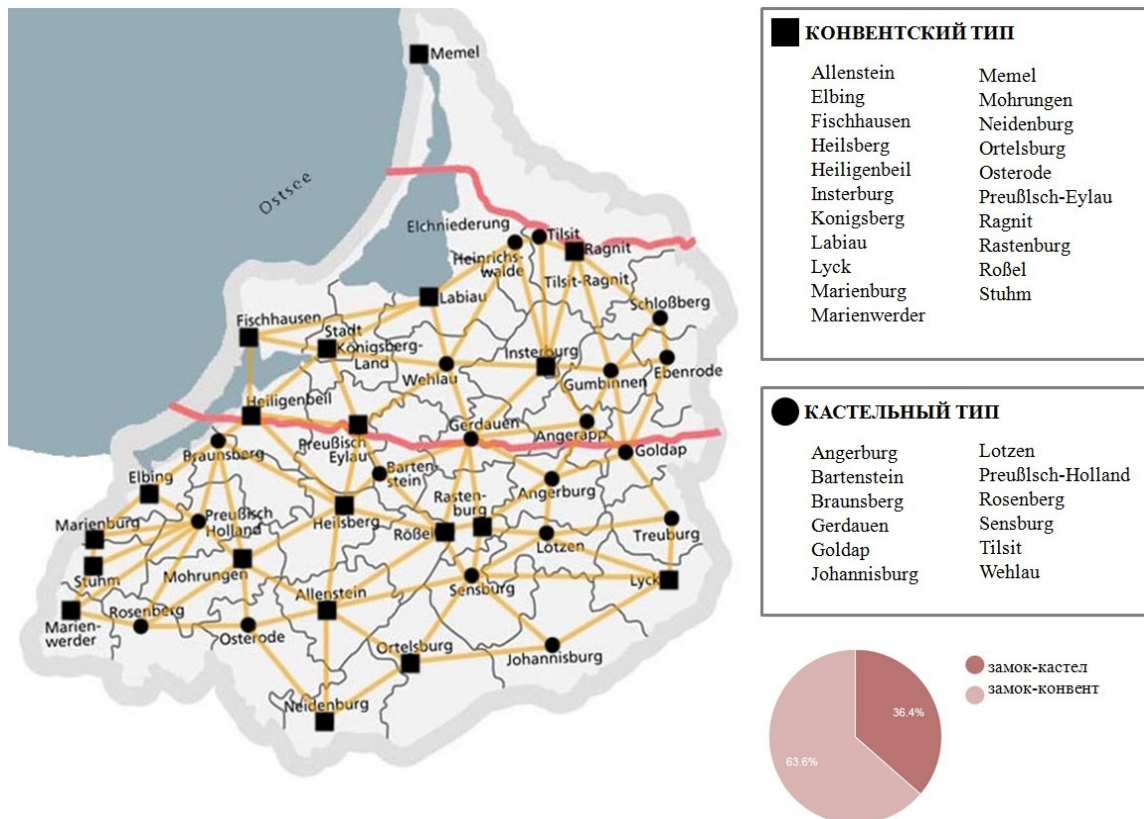 Memel
Ostsee
Elchniederung
Tilsit
Heinrichs-
walde
Ragnit
Tilsit-Ragnit
Labiau
Schloßberg
Fischhausen
Stadt
Königsberg-
Land
Insterburg
Wehlau
Gumbinnen
Ebenrode
Heiligenbeil
Gerdauen
Preußisch
Eylau
Angerapp
Braunsberg
Goldap
Barten-
stein
Elbing
Angerburg
Rasten-
burg
Marienburg
Preußisch
Holland
Heilsberg
Rößel
Lötzen
Treuburg
Stuhm
Mohrungen
Allenstein
Sensburg
Lyck
Rosenberg
Marien-
werder
Osterode
Ortelsburg
Johannisburg
Neidenburg
КОНВЕНТСКИЙ ТИП
Allenstein
Elbing
Fischhausen
Heilsberg
Heiligenbeil
Insterburg
Konigsberg
Labiau
Lyck
Marienburg
Marienwerder
Memel
Mohrungen
Neidenburg
Ortelsburg
Osterode
Preußlsch-Eylau
Ragnit
Rastenburg
Roßel
Stuhm
КАСТЕЛЬНЫЙ ТИП
Angerburg
Bartenstein
Braunsberg
Gerdauen
Goldap
Johannisburg
Lotzen
Preußlsch-Holland
Rosenberg
Sensburg
Tilsit
Wehlau
замок-кастел
замок-конвент
36.4%
63.6%